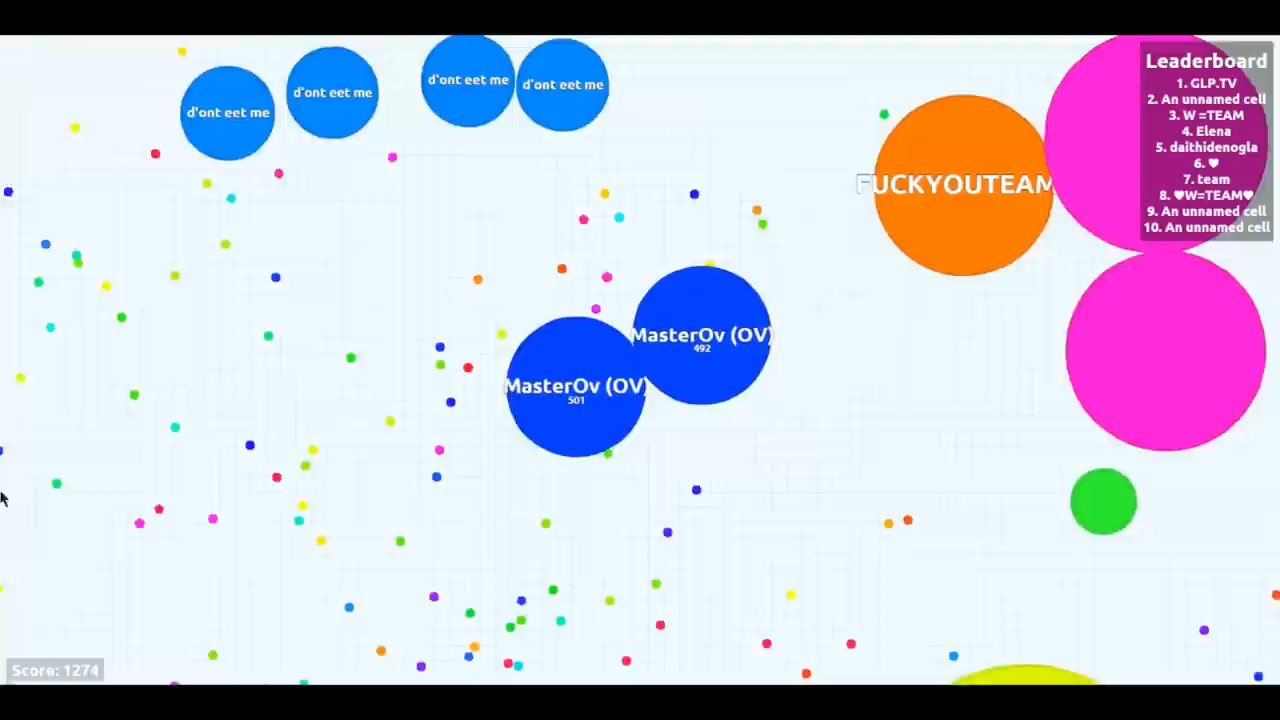 d'ont eet me
d'ont eet me
d'ont eet me
d'ont eet me
FUCKYOUTEAM
MasterOv (OV)
492
MasterOv (OV)
501
Leaderboard
1. GLP.TV
2. An unnamed cell
3. W =TEAM
4. Elena
5. daithidenogla
6. ♥
7. team
8. ♥W=TEAM♥
9. An unnamed cell
10. An unnamed cell
Score: 1274